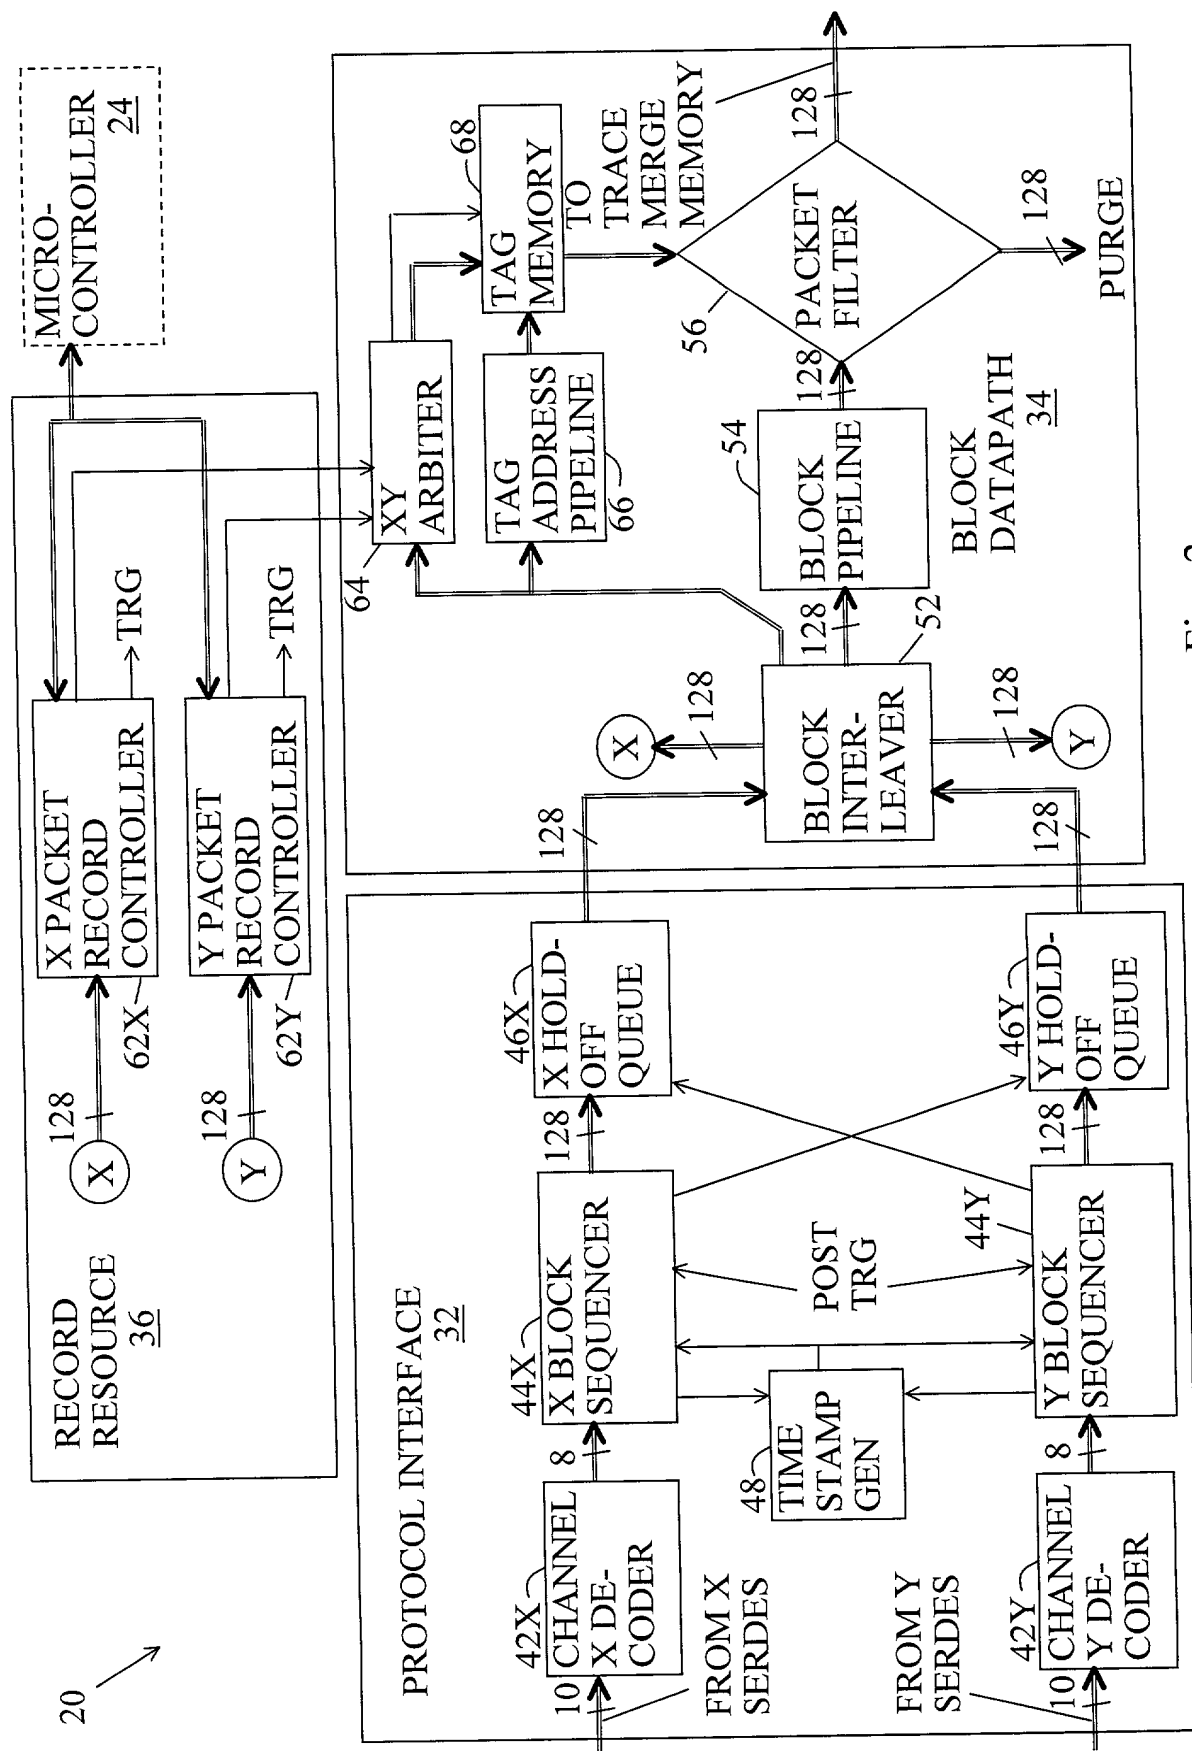 20
RECORD
RESOURCE
36
X
128
Y
128
X PACKET
RECORD
CONTROLLER
62X
Y PACKET
RECORD
CONTROLLER
62Y
TRG
TRG
MICRO-
CONTROLLER
24
PROTOCOL INTERFACE
32
FROM X
SERDES
10
42X
CHANNEL
X DE-
CODER
8
44X
X BLOCK
SEQUENCER
128
46X
X HOLD-
OFF
QUEUE
128
48
TIME
STAMP
GEN
POST
TRG
FROM Y
SERDES
10
42Y
CHANNEL
Y DE-
CODER
8
44Y
Y BLOCK
SEQUENCER
128
46Y
Y HOLD-
OFF
QUEUE
128
X
128
BLOCK
INTER-
LEAVER
52
128
Y
128
BLOCK
PIPELINE
54
128
64
XY
ARBITER
TAG
ADDRESS
PIPELINE
66
TAG
MEMORY
68
TO
TRACE
MERGE
MEMORY
128
PACKET
FILTER
56
128
PURGE
BLOCK
DATAPATH
34